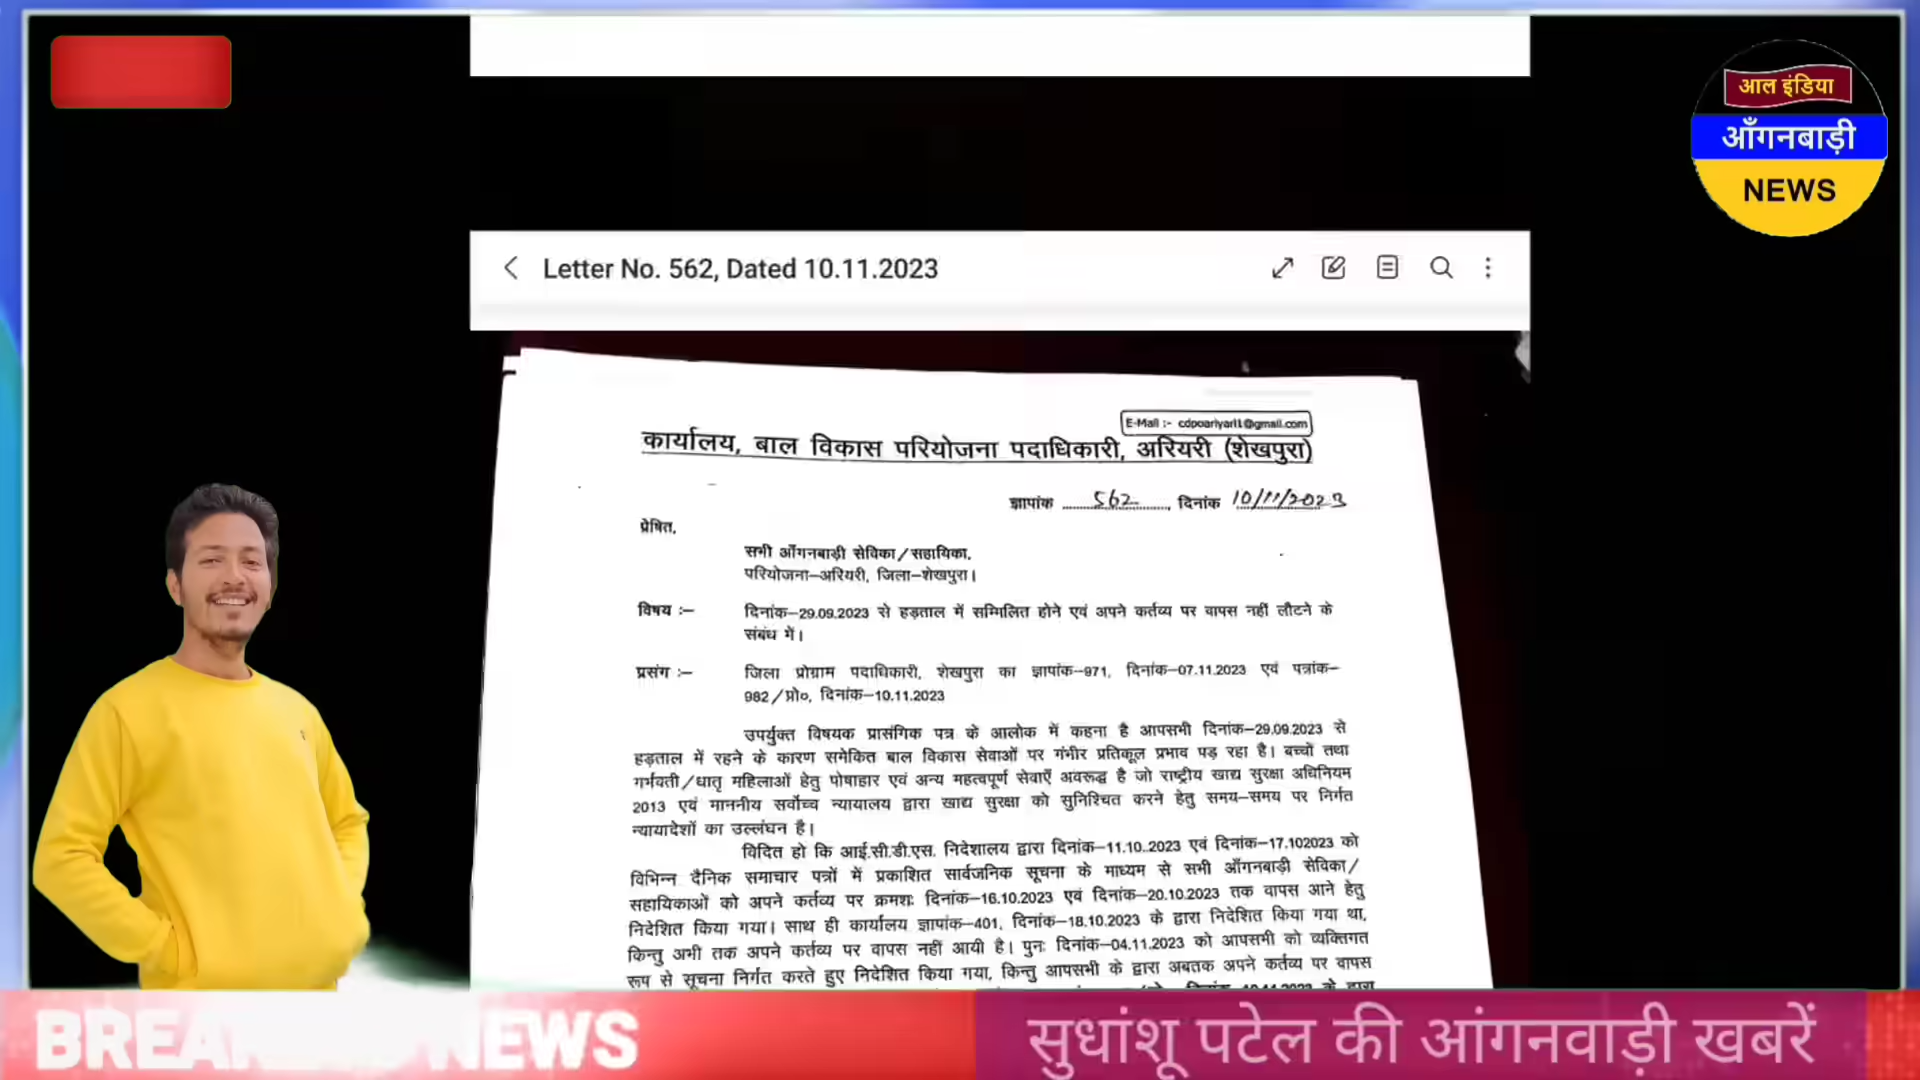 आल इंडिया
आँगनबाड़ी
NEWS
Letter No. 562, Dated 10.11.2023
E-Mail :- cdpoariyari1@gmail.com
कार्यालय, बाल विकास परियोजना पदाधिकारी, अरियरी (शेखपुरा)
ज्ञापांक 562, दिनांक 10/11/2023
प्रेषित,
सभी आँगनबाड़ी सेविका/सहायिका,
परियोजना–अरियरी, जिला–शेखपुरा।
विषय :– दिनांक–29.09.2023 से हड़ताल में सम्मिलित होने एवं अपने कर्तव्य पर वापस नहीं लौटने के
संबंध में।
प्रसंग :– जिला प्रोग्राम पदाधिकारी, शेखपुरा का ज्ञापांक–971, दिनांक–07.11.2023 एवं पत्रांक–
982/प्रो०, दिनांक–10.11.2023
उपर्युक्त विषयक प्रासंगिक पत्र के आलोक में कहना है आपसभी दिनांक–29.09.2023 से
हड़ताल में रहने के कारण समेकित बाल विकास सेवाओं पर गंभीर प्रतिकूल प्रभाव पड़ रहा है। बच्चों तथा
गर्भवती/धातृ महिलाओं हेतु पोषाहार एवं अन्य महत्वपूर्ण सेवाएँ अवरूद्ध है जो राष्ट्रीय खाद्य सुरक्षा अधिनियम
2013 एवं माननीय सर्वोच्च न्यायालय द्वारा खाद्य सुरक्षा को सुनिश्चित करने हेतु समय–समय पर निर्गत
न्यायादेशों का उल्लंघन है।
विदित हो कि आई.सी.डी.एस. निदेशालय द्वारा दिनांक–11.10..2023 एवं दिनांक–17.102023 को
विभिन्न दैनिक समाचार पत्रों में प्रकाशित सार्वजनिक सूचना के माध्यम से सभी आँगनबाड़ी सेविका/
सहायिकाओं को अपने कर्तव्य पर क्रमशः दिनांक–16.10.2023 एवं दिनांक–20.10.2023 तक वापस आने हेतु
निदेशित किया गया। साथ ही कार्यालय ज्ञापांक–401, दिनांक–18.10.2023 के द्वारा निदेशित किया गया था,
किन्तु अभी तक अपने कर्तव्य पर वापस नहीं आयी है। पुनः दिनांक–04.11.2023 को आपसभी को व्यक्तिगत
रूप से सूचना निर्गत करते हुए निदेशित किया गया, किन्तु आपसभी के द्वारा अबतक अपने कर्तव्य पर वापस
NEWS
सुधांशू पटेल की आंगनवाड़ी खबरें